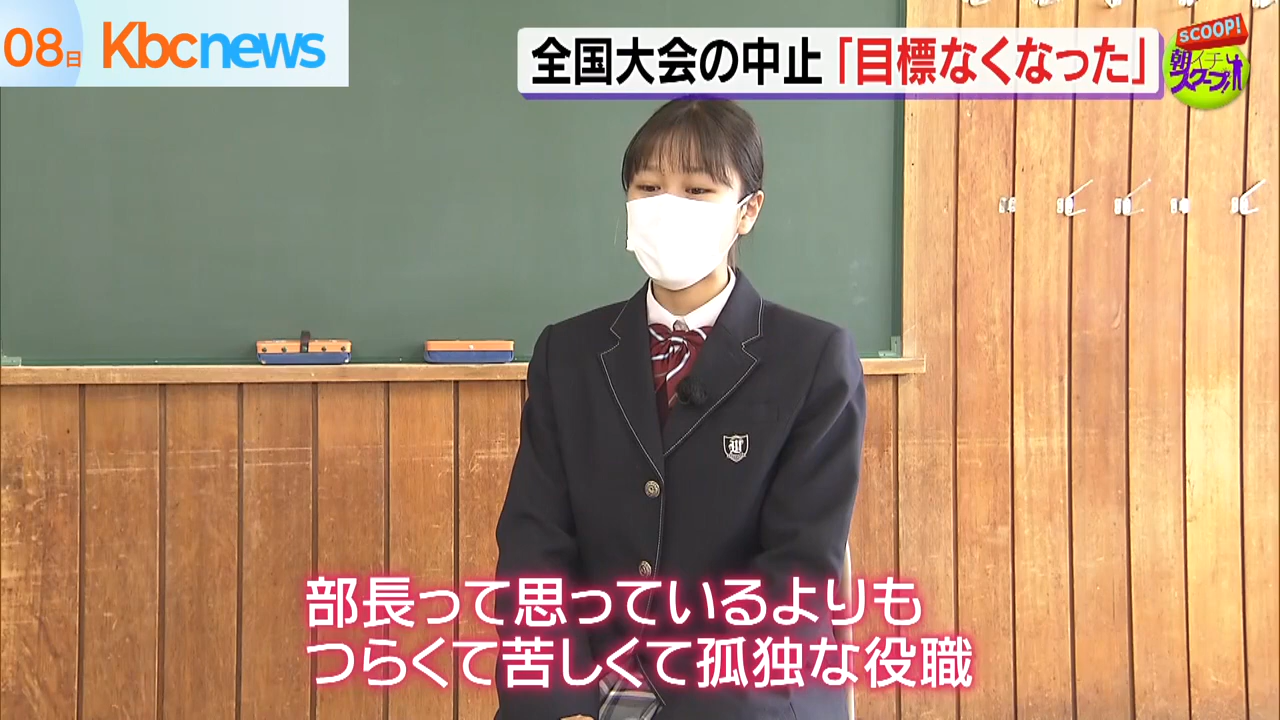 08日 Kbcnews
全国大会の中止「目標なくなった」
SCOOP!
朝イチ
スクープ!
部長って思っているよりも
つらくて苦しくて孤独な役職